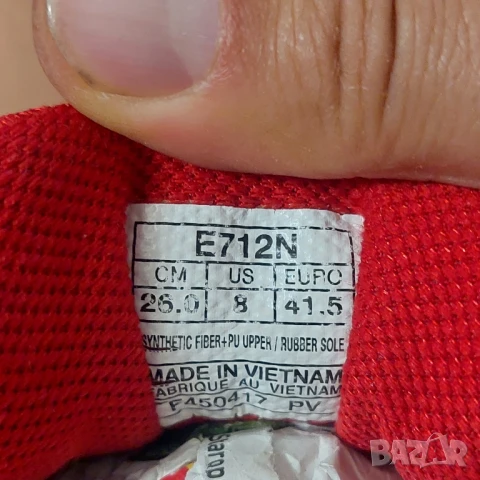 E712N
CM US EURO
26.0 8 41.5
SYNTHETIC FIBER+PU UPPER / RUBBER SOLE
MADE IN VIETNAM
FABRIQUE AU VIETNAM
F450417 PV
BAZAR